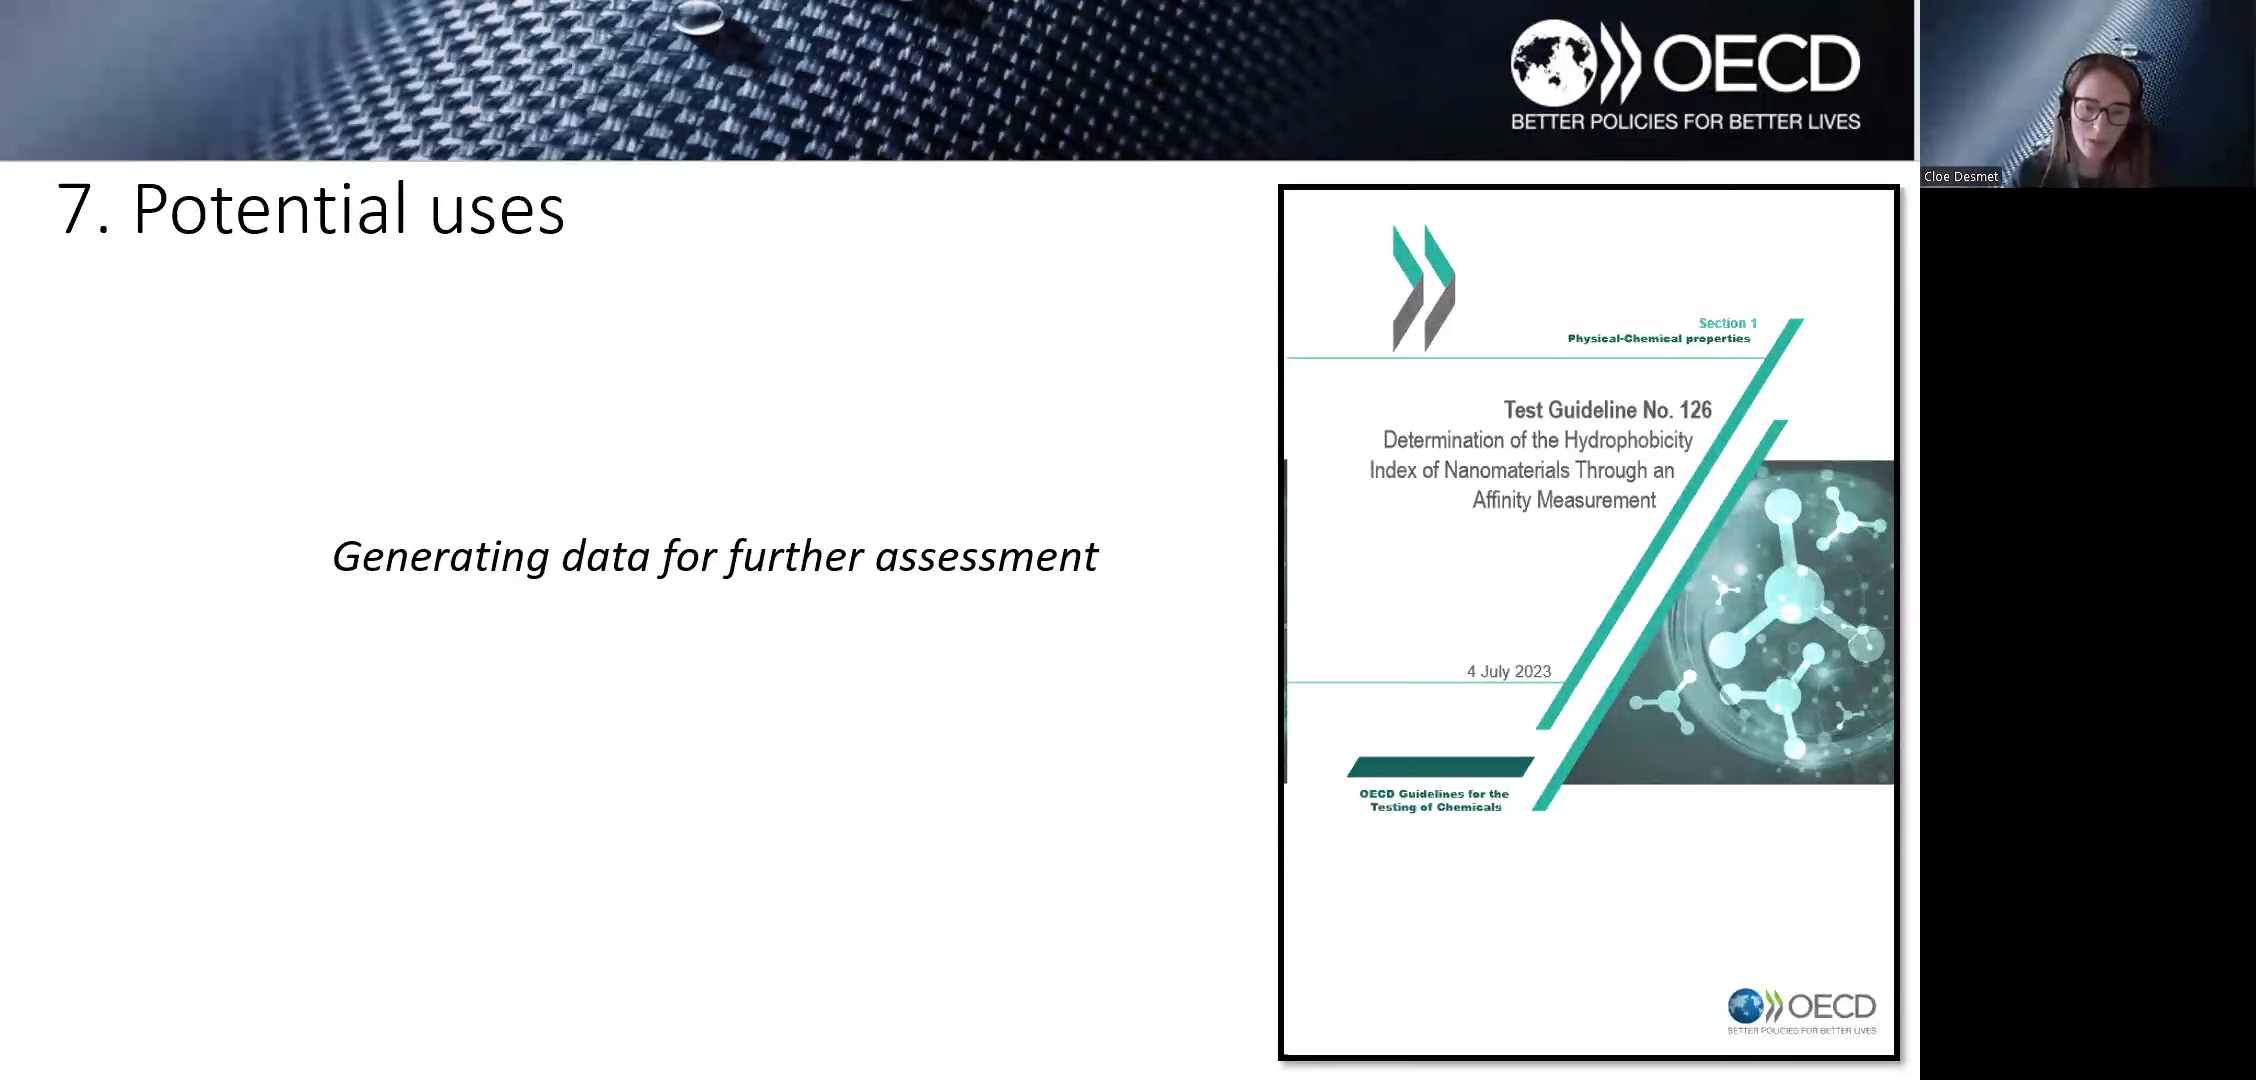 OECD
BETTER POLICIES FOR BETTER LIVES
Cloe Desmet
7. Potential uses
Generating data for further assessment
Section 1
Physical-Chemical properties
Test Guideline No. 126
Determination of the Hydrophobicity
Index of Nanomaterials Through an
Affinity Measurement
4 July 2023
OECD Guidelines for the
Testing of Chemicals
OECD
BETTER POLICIES FOR BETTER LIVES